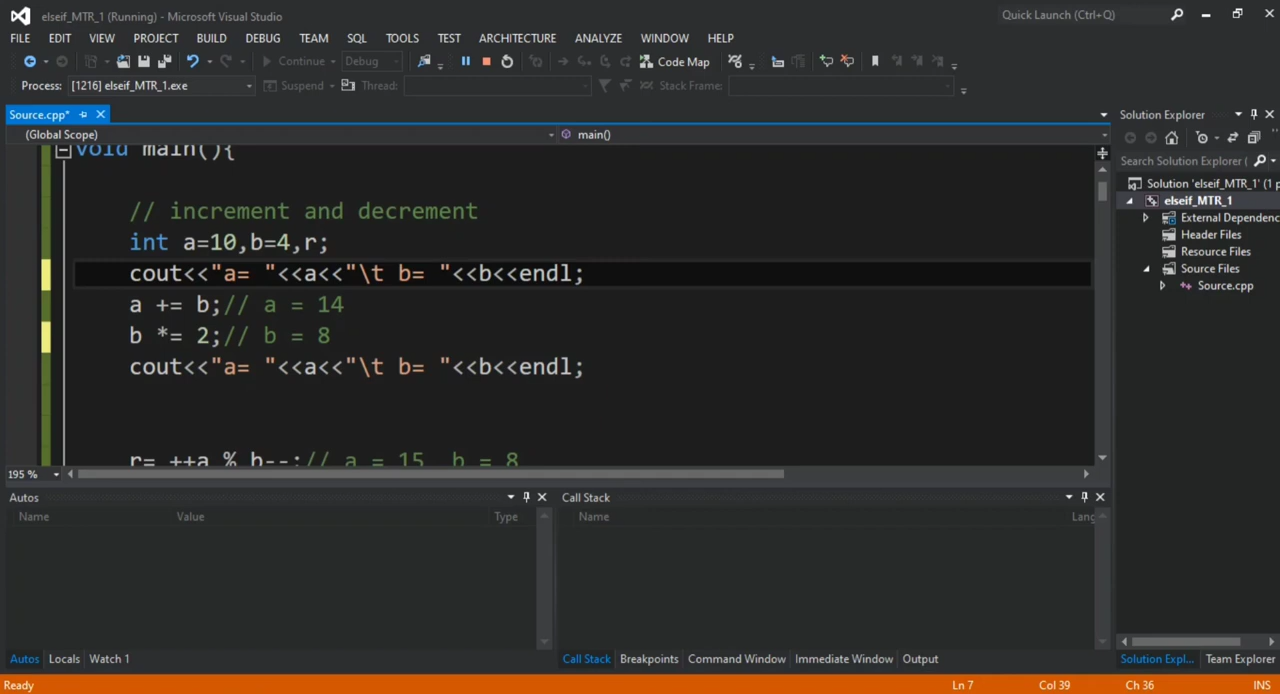 elseif_MTR_1 (Running) - Microsoft Visual Studio
Quick Launch (Ctrl+Q)
FILE EDIT VIEW PROJECT BUILD DEBUG TEAM SQL TOOLS TEST ARCHITECTURE ANALYZE WINDOW HELP
Continue Debug Code Map
Process: [1216] elseif_MTR_1.exe Suspend Thread: Stack Frame:
Source.cpp*
(Global Scope) main()
void main(){
// increment and decrement
int a=10,b=4,r;
cout<<"a= "<<a<<"\t b= "<<b<<endl;
a += b;// a = 14
b *= 2;// b = 8
cout<<"a= "<<a<<"\t b= "<<b<<endl;
r= ++a % b--;// a = 15  b = 8
195 %
Solution Explorer
Search Solution Explorer (
Solution 'elseif_MTR_1' (1 p
elseif_MTR_1
External Dependenc
Header Files
Resource Files
Source Files
Source.cpp
Autos
Name Value Type
Call Stack
Name Lang
Autos Locals Watch 1
Call Stack Breakpoints Command Window Immediate Window Output
Solution Expl... Team Explorer
Ready Ln 7 Col 39 Ch 36 INS